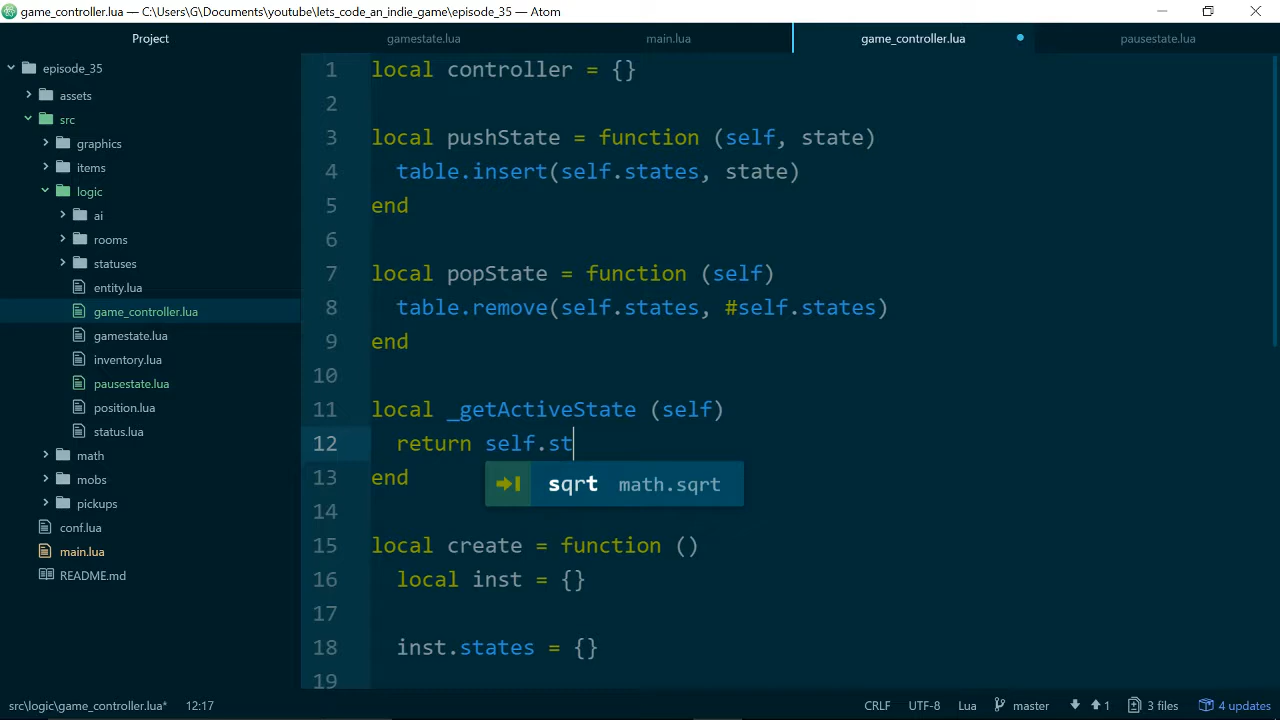 game_controller.lua — C:\Users\G\Documents\youtube\lets_code_an_indie_game\episode_35 — Atom
Project
gamestate.lua
main.lua
game_controller.lua
pausestate.lua
episode_35
assets
src
graphics
items
logic
ai
rooms
statuses
entity.lua
game_controller.lua
gamestate.lua
inventory.lua
pausestate.lua
position.lua
status.lua
math
mobs
pickups
conf.lua
main.lua
README.md
1 local controller = {}
2
3 local pushState = function (self, state)
4 table.insert(self.states, state)
5 end
6
7 local popState = function (self)
8 table.remove(self.states, #self.states)
9 end
10
11 local _getActiveState (self)
12 return self.st
sqrt math.sqrt
13 end
14
15 local create = function ()
16 local inst = {}
17
18 inst.states = {}
19
src\logic\game_controller.lua* 12:17
CRLF UTF-8 Lua master 1 3 files 4 updates